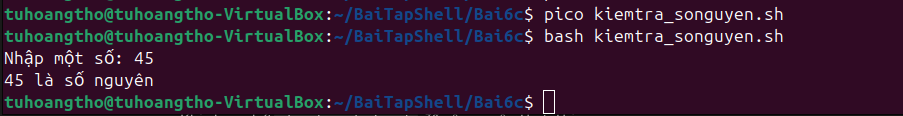 tuhoangtho@tuhoangtho-VirtualBox:~/BaiTapShell/Bai6c$ pico kiemtra_songuyen.sh
tuhoangtho@tuhoangtho-VirtualBox:~/BaiTapShell/Bai6c$ bash kiemtra_songuyen.sh
Nhập một số: 45
45 là số nguyên
tuhoangtho@tuhoangtho-VirtualBox:~/BaiTapShell/Bai6c$